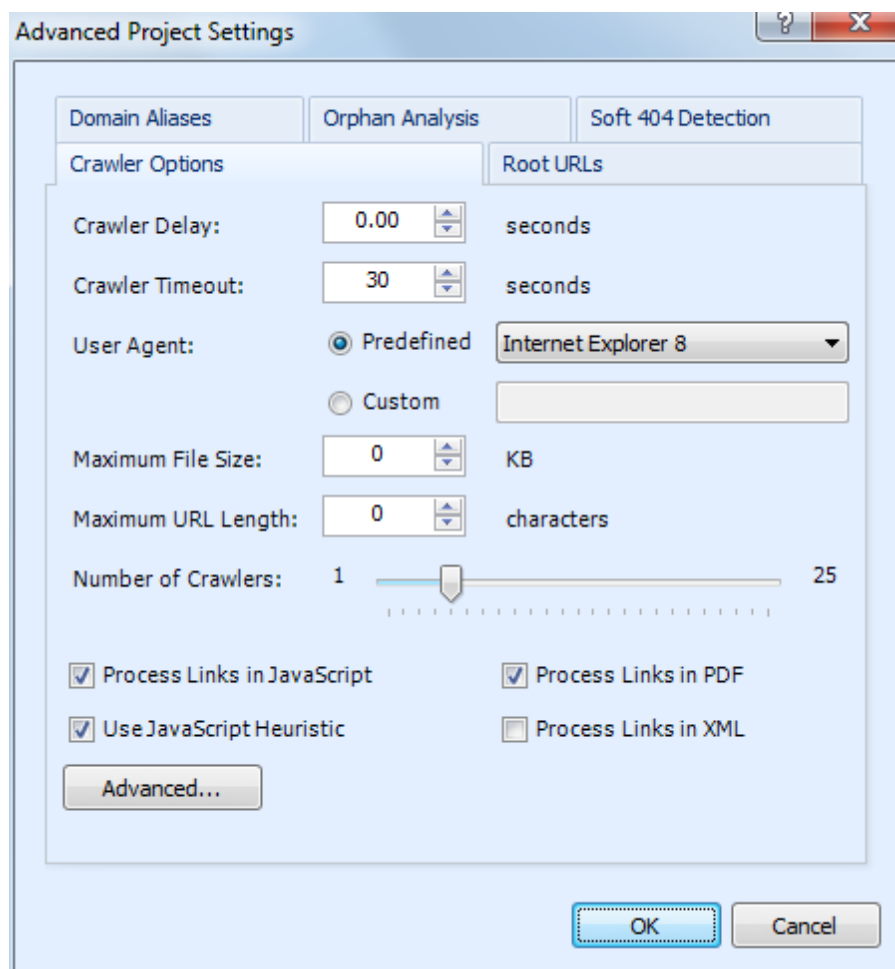 Advanced Project Settings
?
Domain Aliases
Orphan Analysis
Soft 404 Detection
Crawler Options
Root URLs
Crawler Delay: 0.00 seconds
Crawler Timeout: 30 seconds
User Agent: Predefined Internet Explorer 8
Custom
Maximum File Size: 0 KB
Maximum URL Length: 0 characters
Number of Crawlers: 1 25
Process Links in JavaScript
Process Links in PDF
Use JavaScript Heuristic
Process Links in XML
Advanced...
OK
Cancel